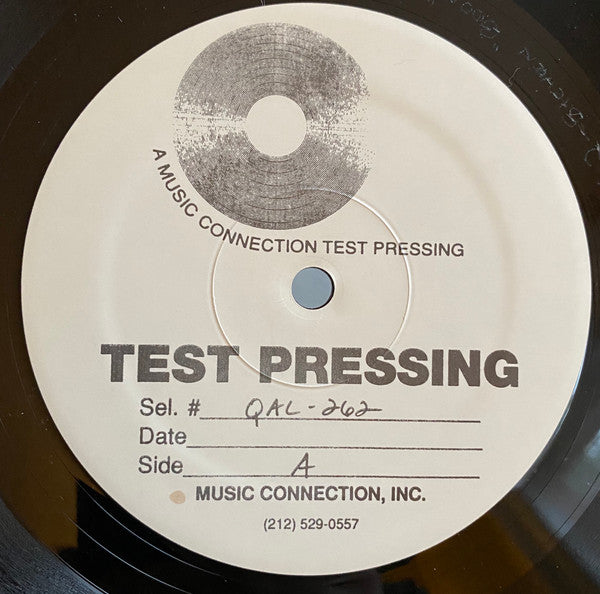 A MUSIC CONNECTION TEST PRESSING
TEST PRESSING
Sel. # QAL-262
Date
Side A
MUSIC CONNECTION, INC.
(212) 529-0557